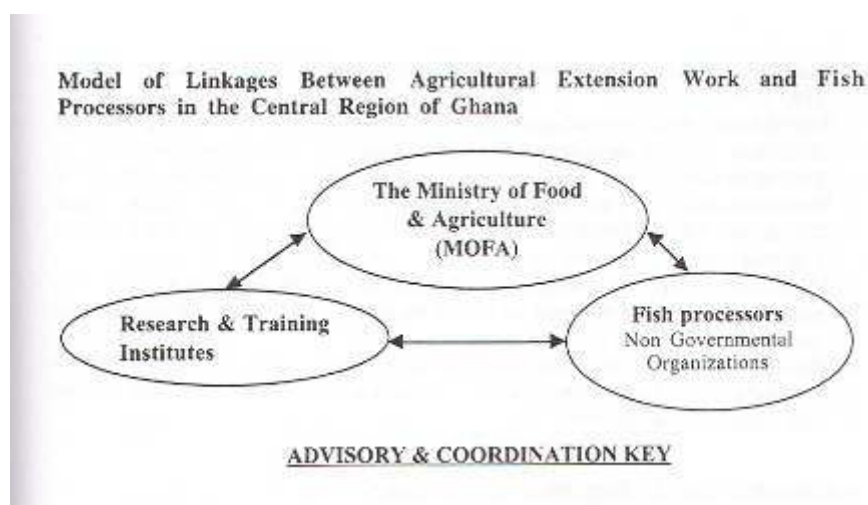 Model of Linkages Between Agricultural Extension Work and Fish
Processors in the Central Region of Ghana
The Ministry of Food
& Agriculture
(MOFA)
Research & Training
Institutes
Fish processors
Non Governmental
Organizations
ADVISORY & COORDINATION KEY